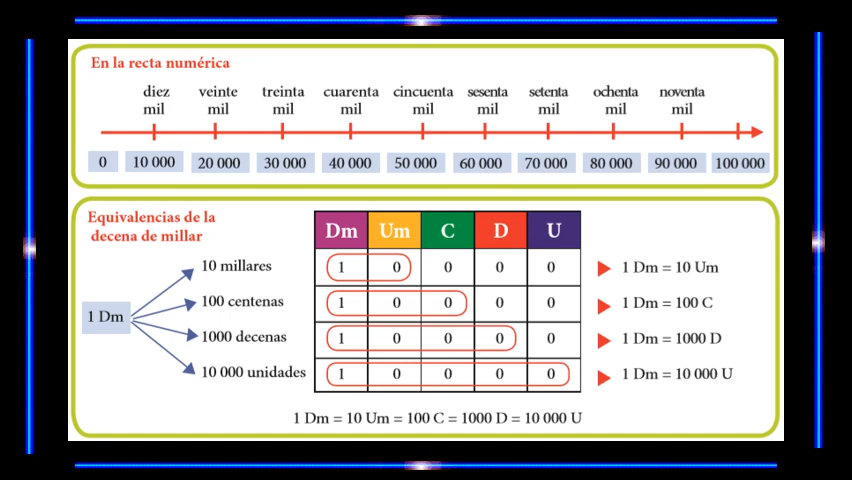 En la recta numérica
diez veinte treinta cuarenta cincuenta sesenta setenta ochenta noventa
mil mil mil mil mil mil mil mil mil
0 10 000 20 000 30 000 40 000 50 000 60 000 70 000 80 000 90 000 100 000
Equivalencias de la
decena de millar
1 Dm
10 millares
100 centenas
1000 decenas
10 000 unidades
Dm Um C D U
1 0 0 0 0
1 0 0 0 0
1 0 0 0 0
1 0 0 0 0
1 Dm = 10 Um
1 Dm = 100 C
1 Dm = 1000 D
1 Dm = 10 000 U
1 Dm = 10 Um = 100 C = 1000 D = 10 000 U